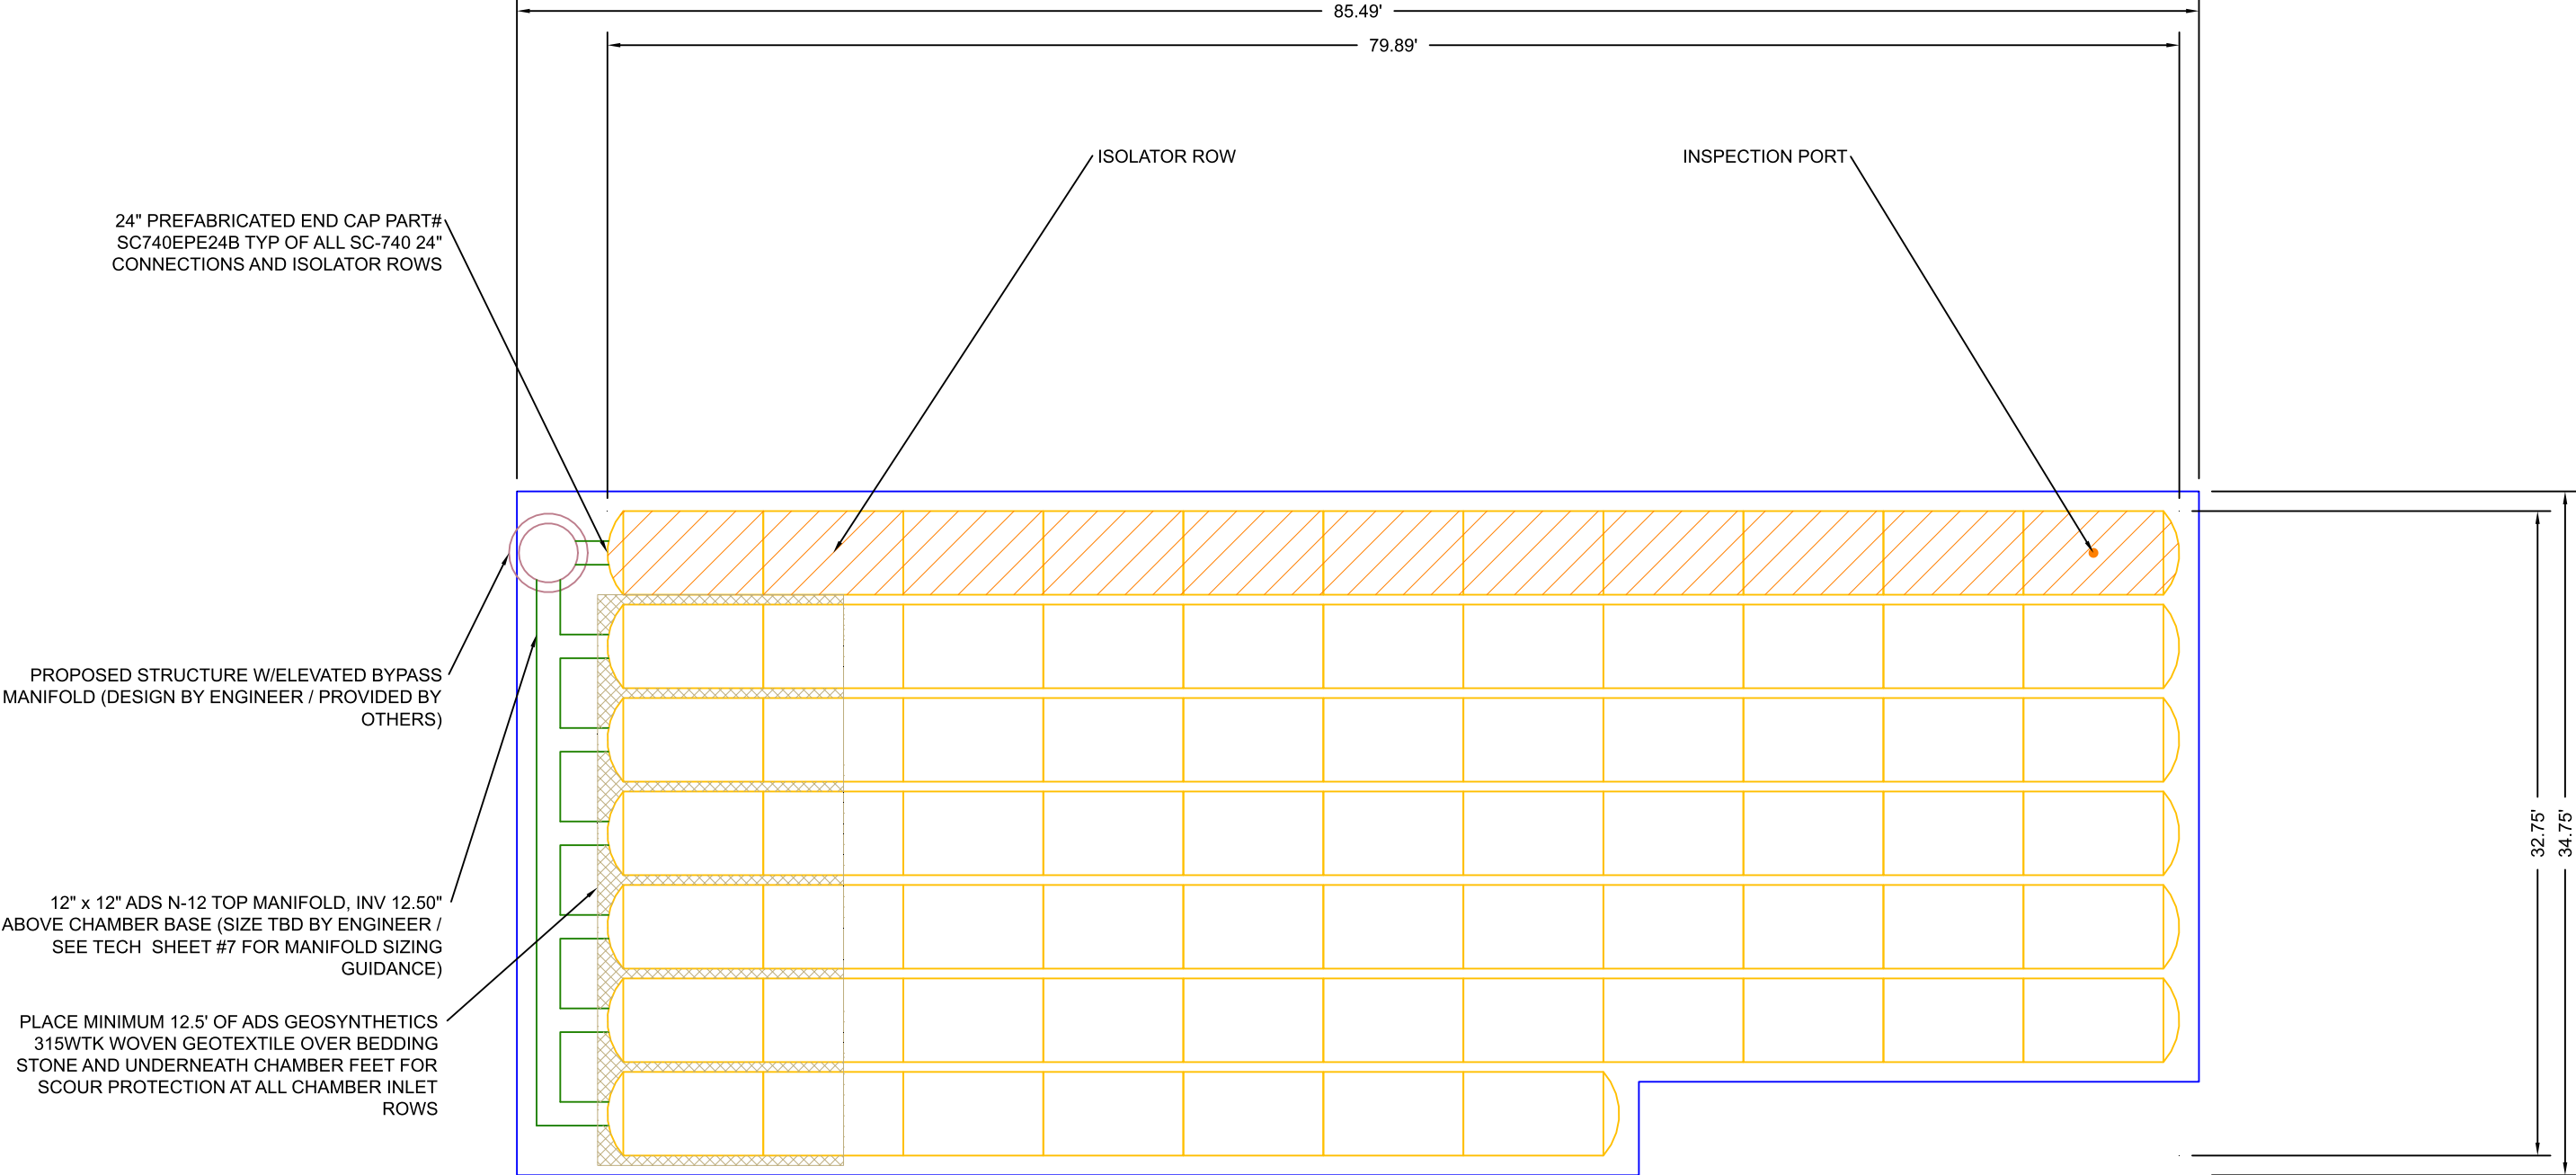 85.49'
79.89'
ISOLATOR ROW
INSPECTION PORT
24" PREFABRICATED END CAP PART#
SC740EPE24B TYP OF ALL SC-740 24"
CONNECTIONS AND ISOLATOR ROWS
PROPOSED STRUCTURE W/ELEVATED BYPASS
MANIFOLD (DESIGN BY ENGINEER / PROVIDED BY
OTHERS)
12" x 12" ADS N-12 TOP MANIFOLD, INV 12.50"
ABOVE CHAMBER BASE (SIZE TBD BY ENGINEER /
SEE TECH SHEET #7 FOR MANIFOLD SIZING
GUIDANCE)
PLACE MINIMUM 12.5' OF ADS GEOSYNTHETICS
315WTK WOVEN GEOTEXTILE OVER BEDDING
STONE AND UNDERNEATH CHAMBER FEET FOR
SCOUR PROTECTION AT ALL CHAMBER INLET
ROWS
32.75'
34.75'